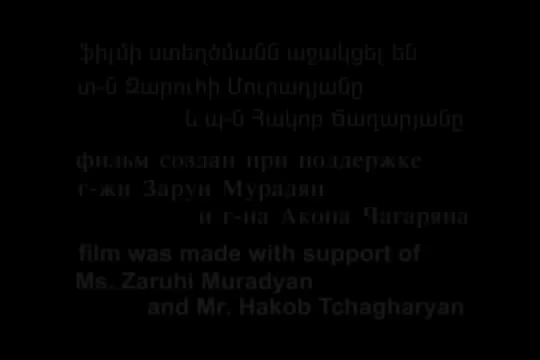 ֆիլմի ստեղծմանն աջակցել են
տ-ն Զարուհի Մուրադյանը
և պ-ն Հակոբ Ճաղարյանը
фильм создан при поддержке
г-жи Заруи Мурадян
и г-на Акопа Чагаряна
film was made with support of
Ms. Zaruhi Muradyan
and Mr. Hakob Tchagharyan